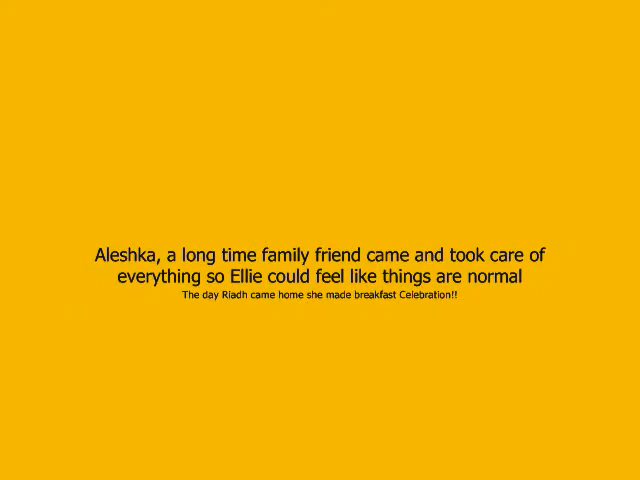 Aleshka, a long time family friend came and took care of
everything so Ellie could feel like things are normal
The day Riadh came home she made breakfast Celebration!!